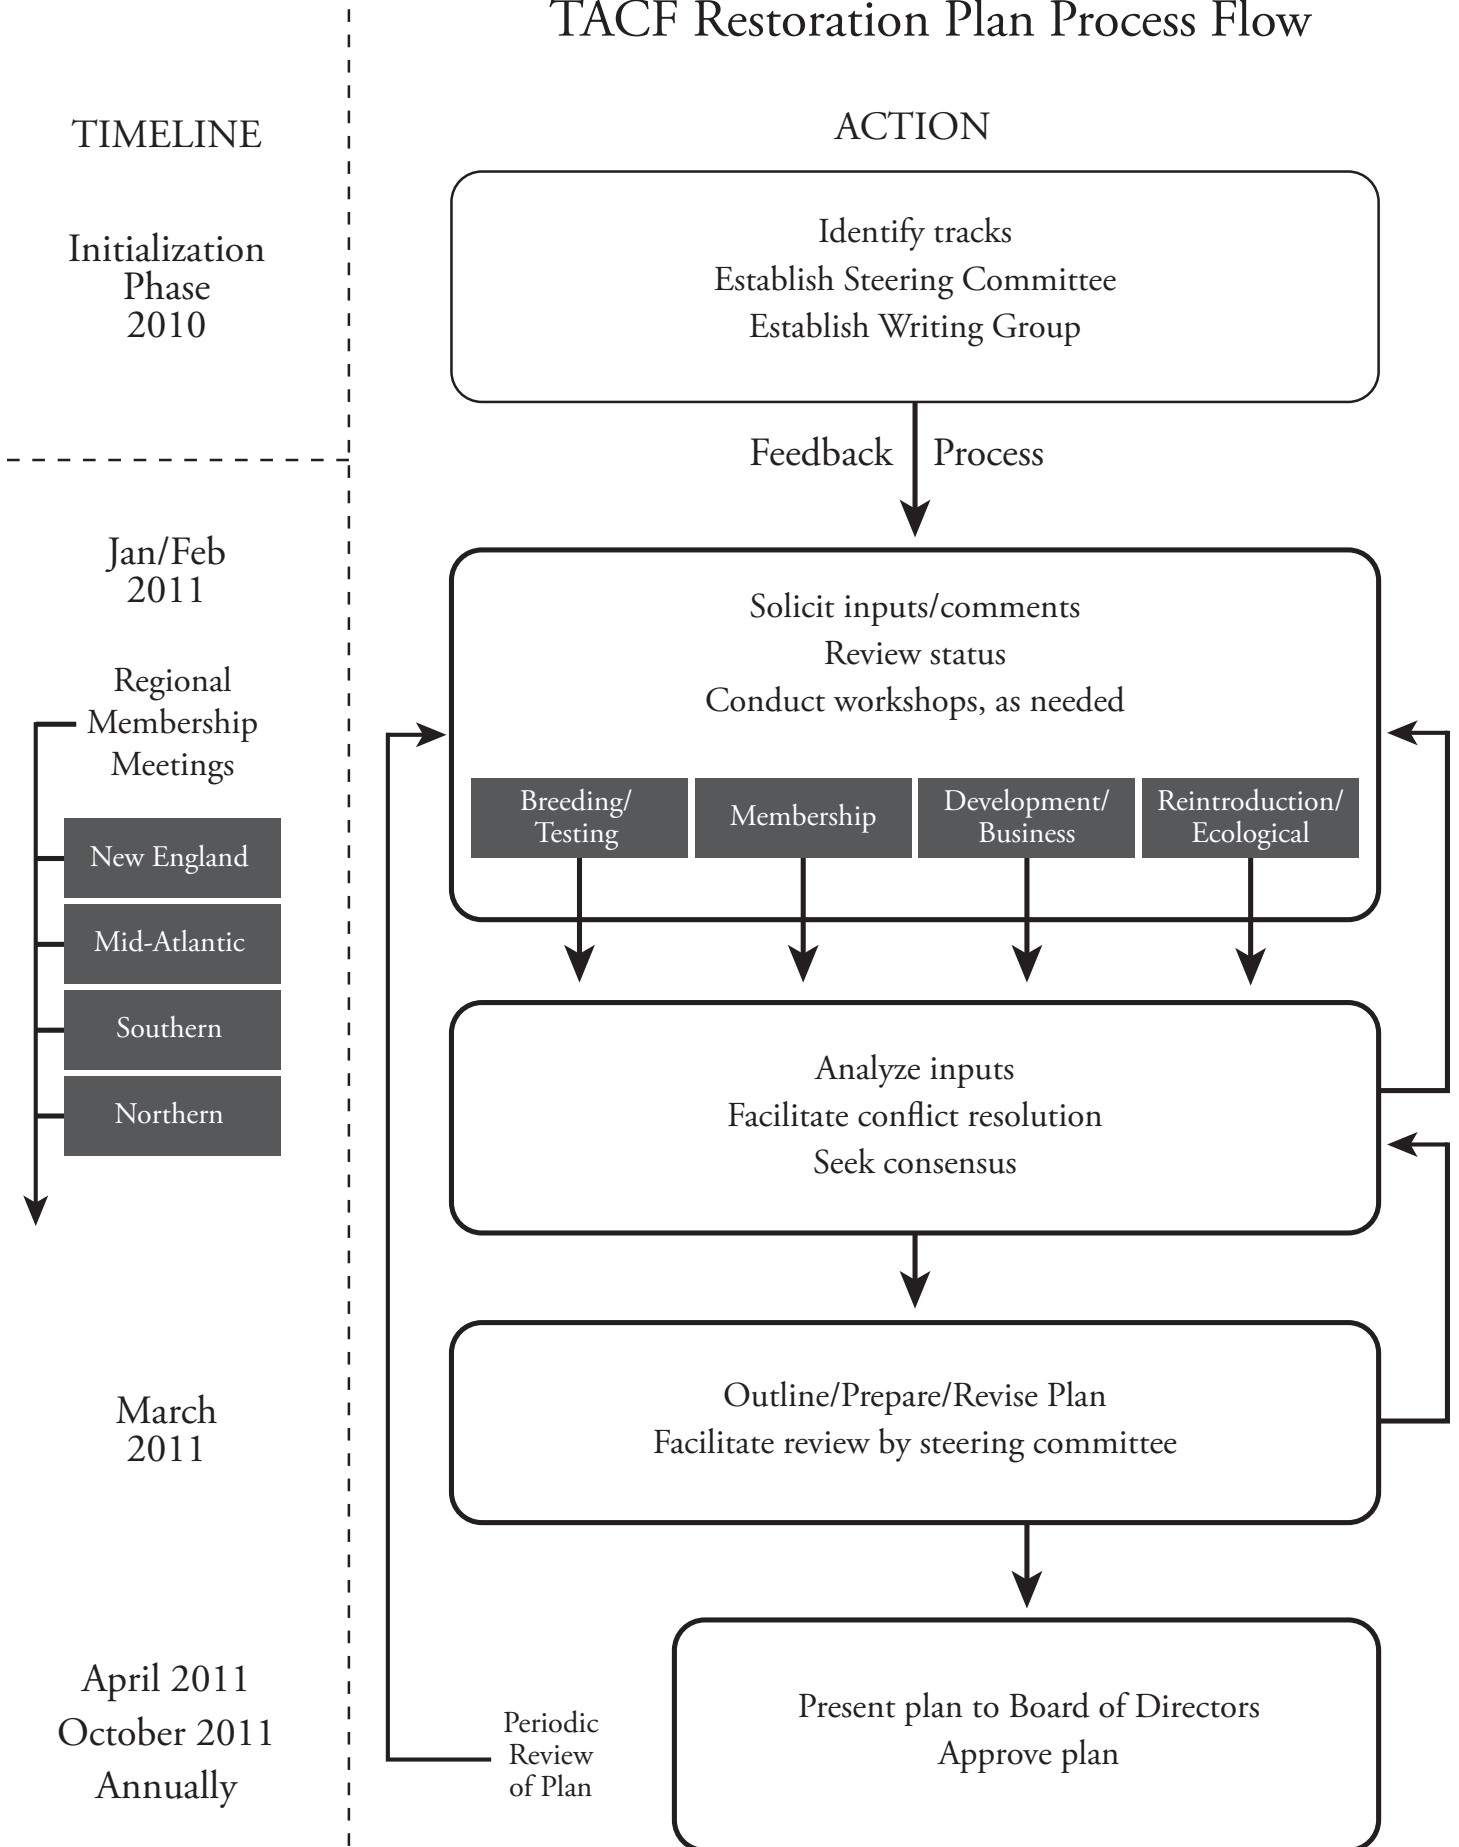 TACF Restoration Plan Process Flow
TIMELINE
ACTION
Initialization
Phase
2010
Identify tracks
Establish Steering Committee
Establish Writing Group
Feedback Process
Jan/Feb
2011
Regional
Membership
Meetings
New England
Mid-Atlantic
Southern
Northern
Solicit inputs/comments
Review status
Conduct workshops, as needed
Breeding/
Testing
Membership
Development/
Business
Reintroduction/
Ecological
Analyze inputs
Facilitate conflict resolution
Seek consensus
March
2011
Outline/Prepare/Revise Plan
Facilitate review by steering committee
April 2011
October 2011
Annually
Periodic
Review
of Plan
Present plan to Board of Directors
Approve plan